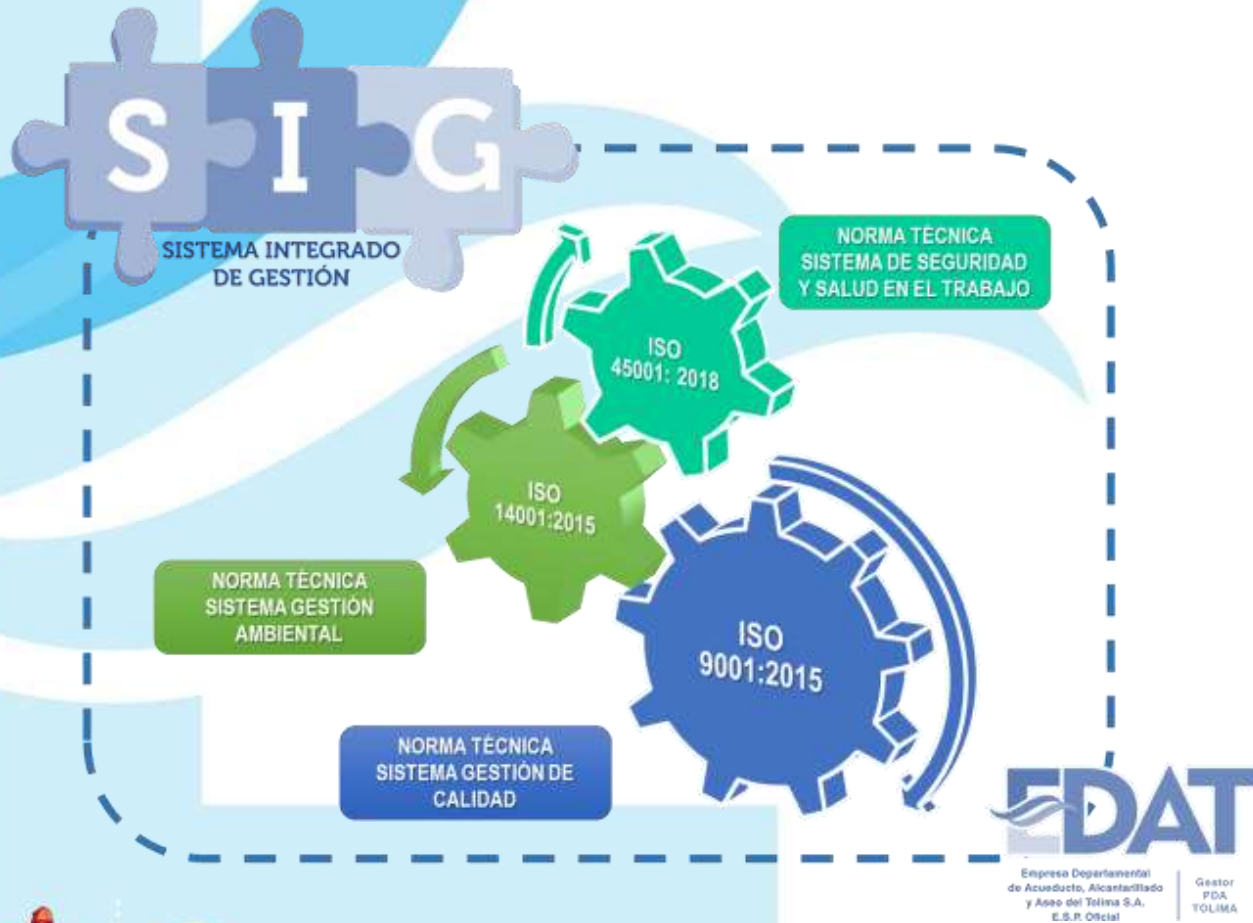 SIG
SISTEMA INTEGRADO
DE GESTIÓN
NORMA TÉCNICA
SISTEMA DE SEGURIDAD
Y SALUD EN EL TRABAJO
ISO
45001: 2018
ISO
14001:2015
NORMA TÉCNICA
SISTEMA GESTIÓN
AMBIENTAL
ISO
9001:2015
NORMA TÉCNICA
SISTEMA GESTIÓN DE
CALIDAD
EDAT
Empresa Departamental
de Acueducto, Alcantarillado
y Aseo del Tolima S.A.
E.S.P. Oficial
Gestor
PDA
TOLIMA